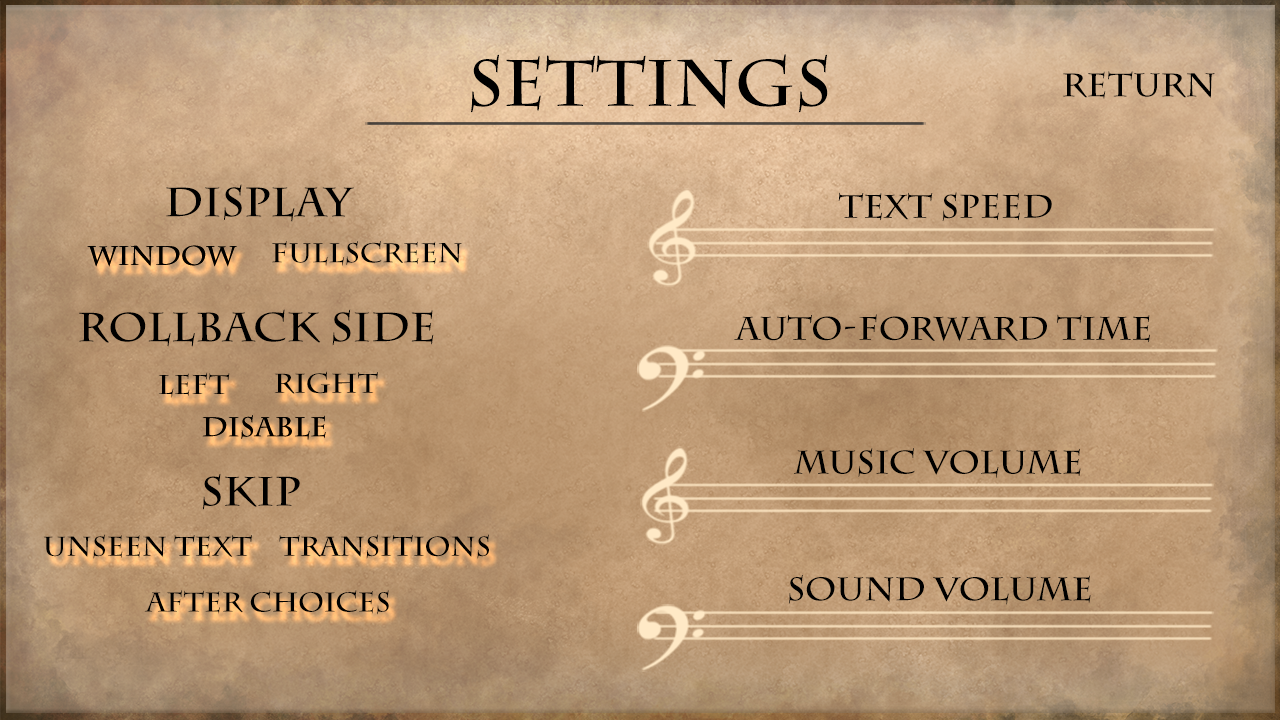 SETTINGS
RETURN
DISPLAY
WINDOW FULLSCREEN
ROLLBACK SIDE
LEFT RIGHT
DISABLE
SKIP
UNSEEN TEXT TRANSITIONS
AFTER CHOICES
TEXT SPEED
AUTO-FORWARD TIME
MUSIC VOLUME
SOUND VOLUME